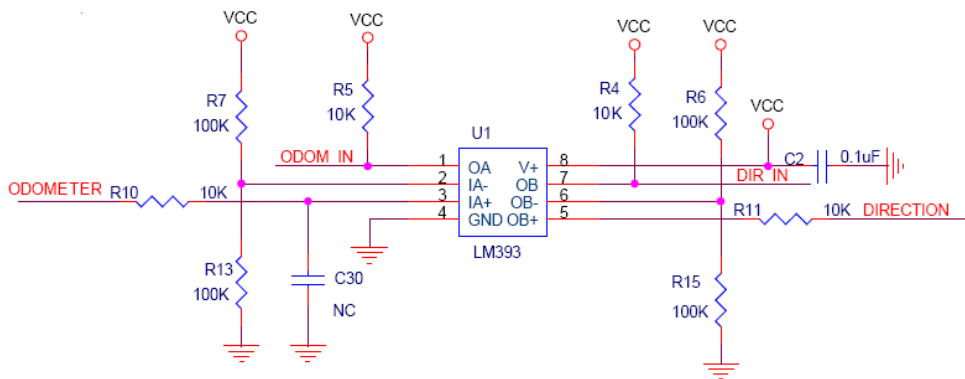 VCC
VCC
VCC
VCC
R7
100K
R5
10K
R4
10K
R6
100K
VCC
U1
ODOM_IN
1
OA
V+
8
C2
0.1uF
2
IA-
OB
7
DIR_IN
ODOMETER
R10
10K
3
IA+
OB-
6
4
GND
OB+
5
R11
10K
DIRECTION
LM393
R13
100K
C30
NC
R15
100K